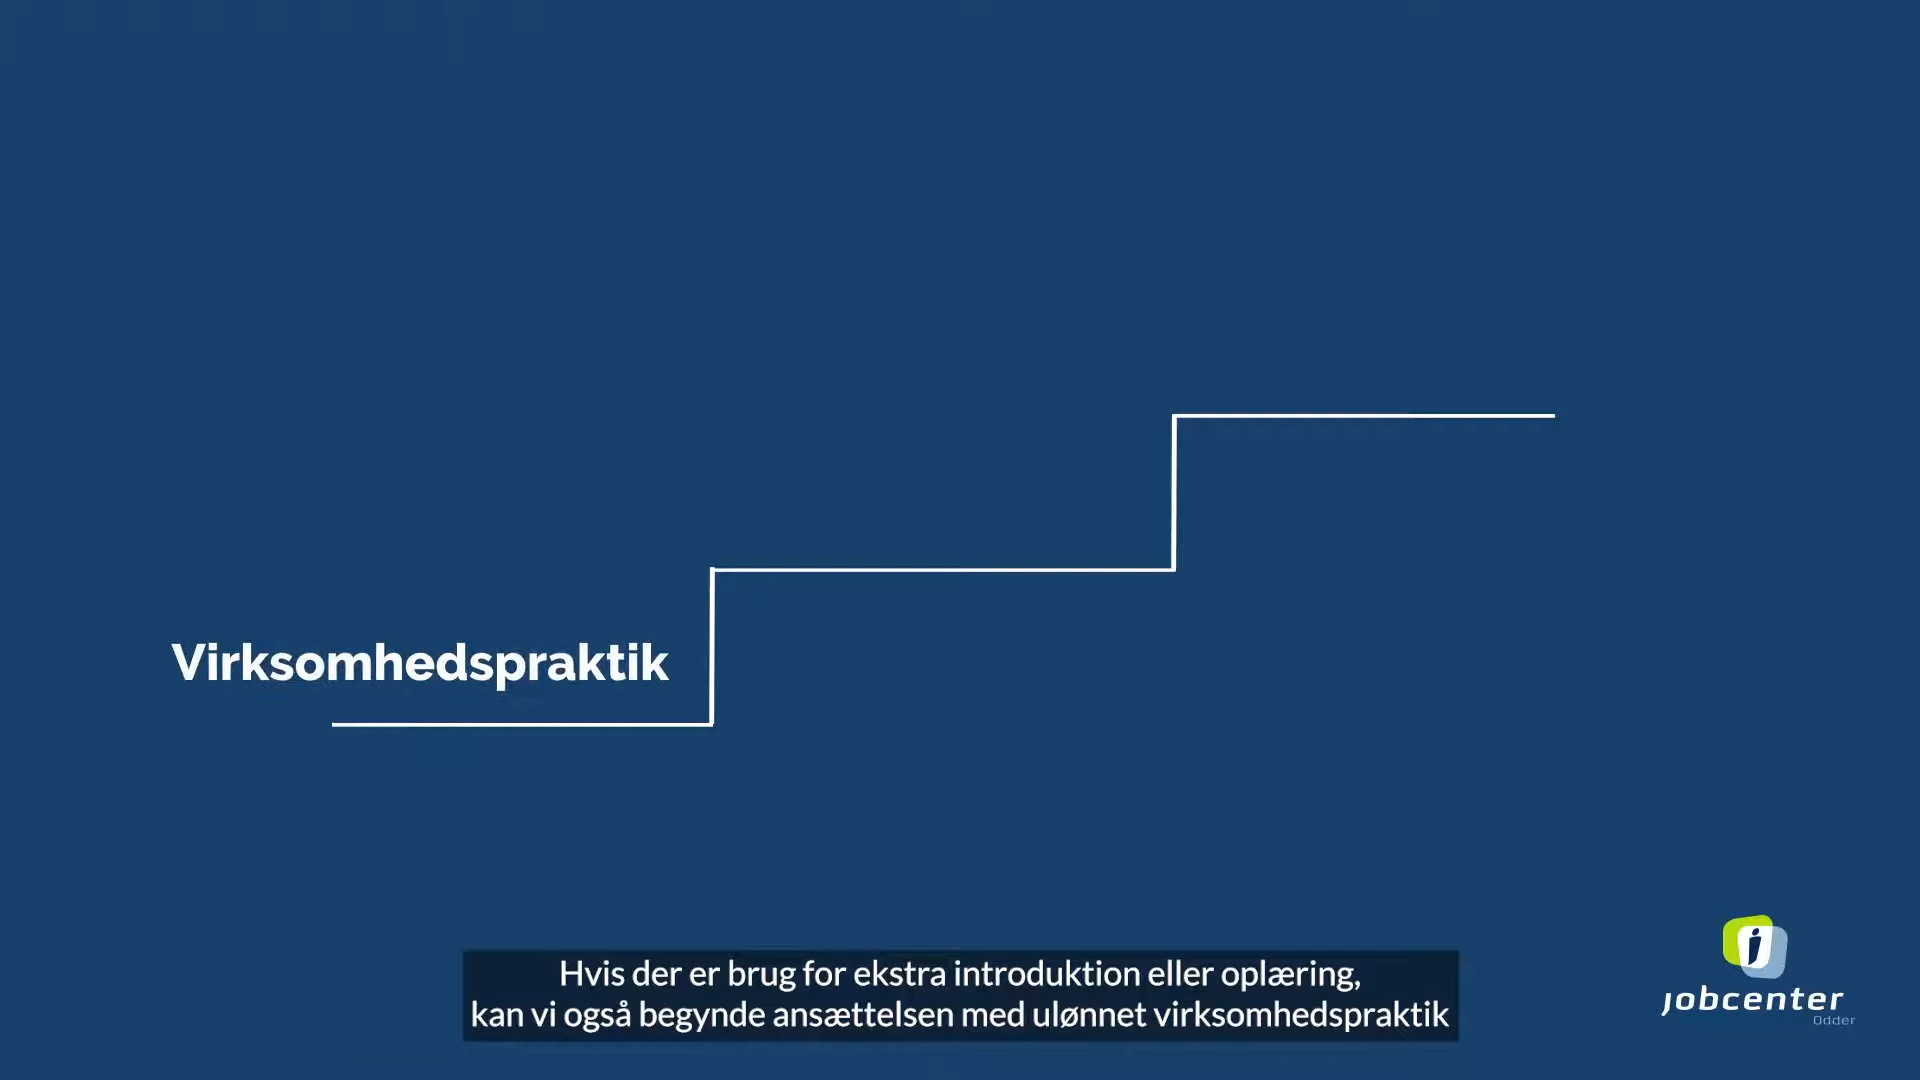 Virksomhedspraktik
Hvis der er brug for ekstra introduktion eller oplæring,
kan vi også begynde ansættelsen med ulønnet virksomhedspraktik
jobcenter
Odder